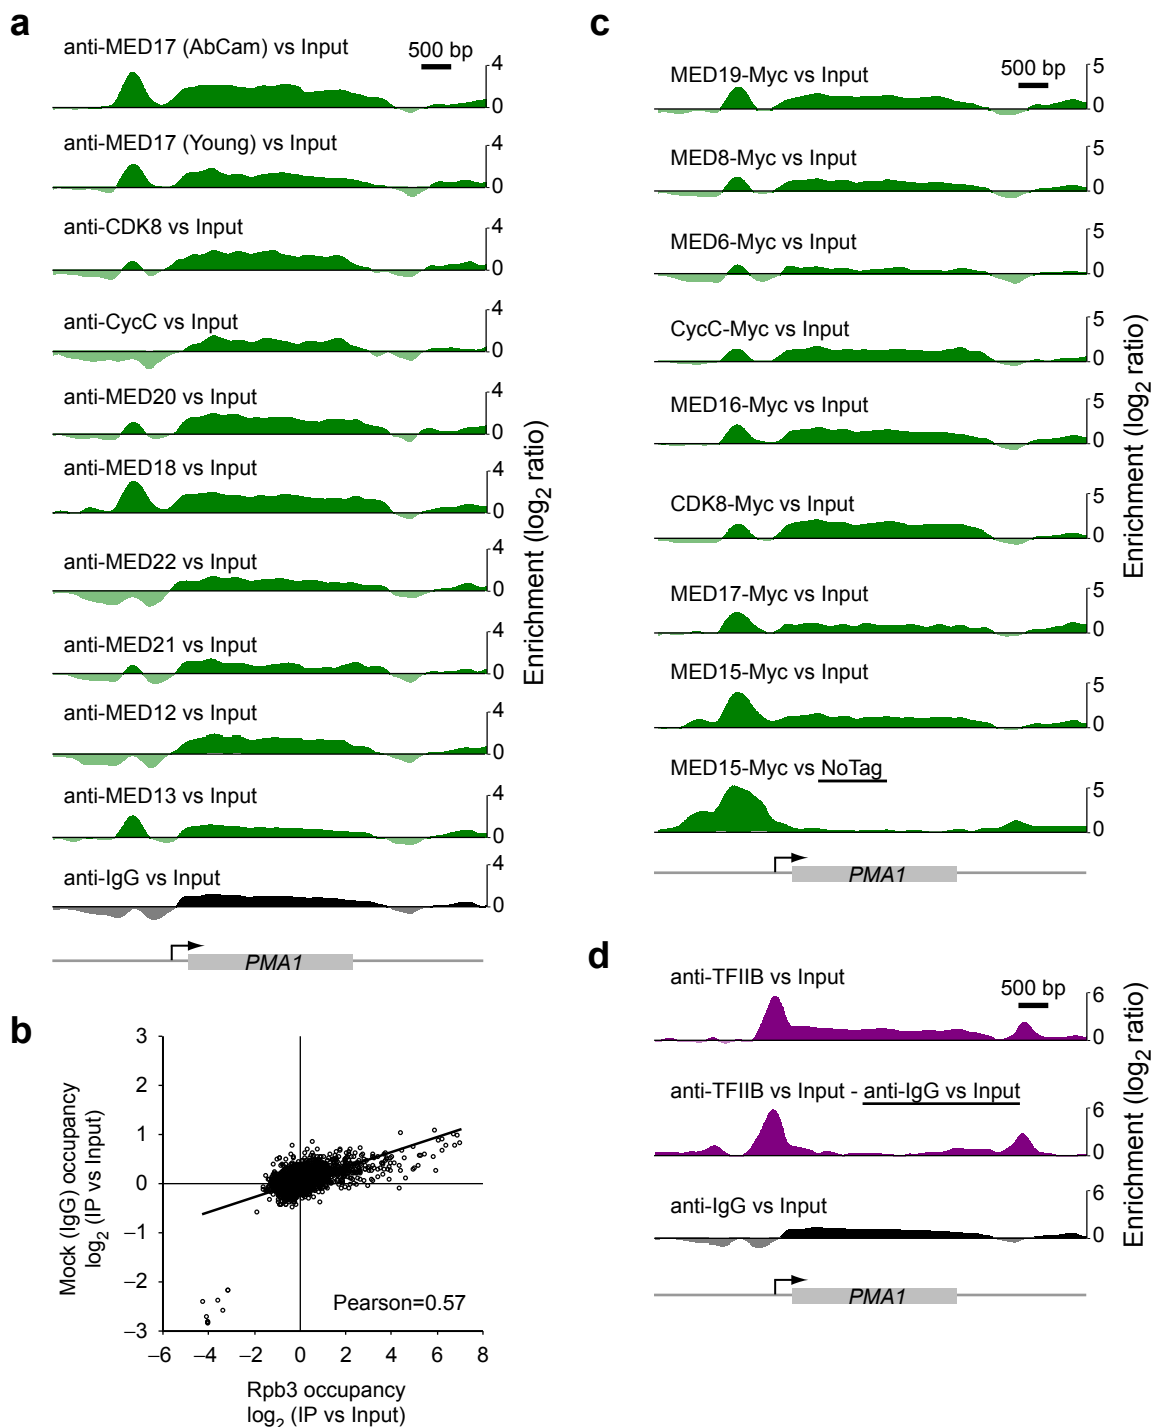 a
anti-MED17 (AbCam) vs Input
500 bp
4
0
anti-MED17 (Young) vs Input
4
0
anti-CDK8 vs Input
4
0
anti-CycC vs Input
4
0
anti-MED20 vs Input
4
0
anti-MED18 vs Input
4
0
anti-MED22 vs Input
4
0
anti-MED21 vs Input
4
0
anti-MED12 vs Input
4
0
anti-MED13 vs Input
4
0
anti-IgG vs Input
4
0
PMA1
Enrichment (log2 ratio)
b
3
2
1
0
−1
−2
−3
−6 −4 −2 0 2 4 6 8
Mock (IgG) occupancy
log2 (IP vs Input)
Pearson=0.57
Rpb3 occupancy
log2 (IP vs Input)
c
MED19-Myc vs Input
500 bp
5
0
MED8-Myc vs Input
5
0
MED6-Myc vs Input
5
0
CycC-Myc vs Input
5
0
MED16-Myc vs Input
5
0
CDK8-Myc vs Input
5
0
MED17-Myc vs Input
5
0
MED15-Myc vs Input
5
0
MED15-Myc vs NoTag
5
0
PMA1
Enrichment (log2 ratio)
d
anti-TFIIB vs Input
500 bp
6
0
anti-TFIIB vs Input - anti-IgG vs Input
6
0
anti-IgG vs Input
6
0
PMA1
Enrichment (log2 ratio)